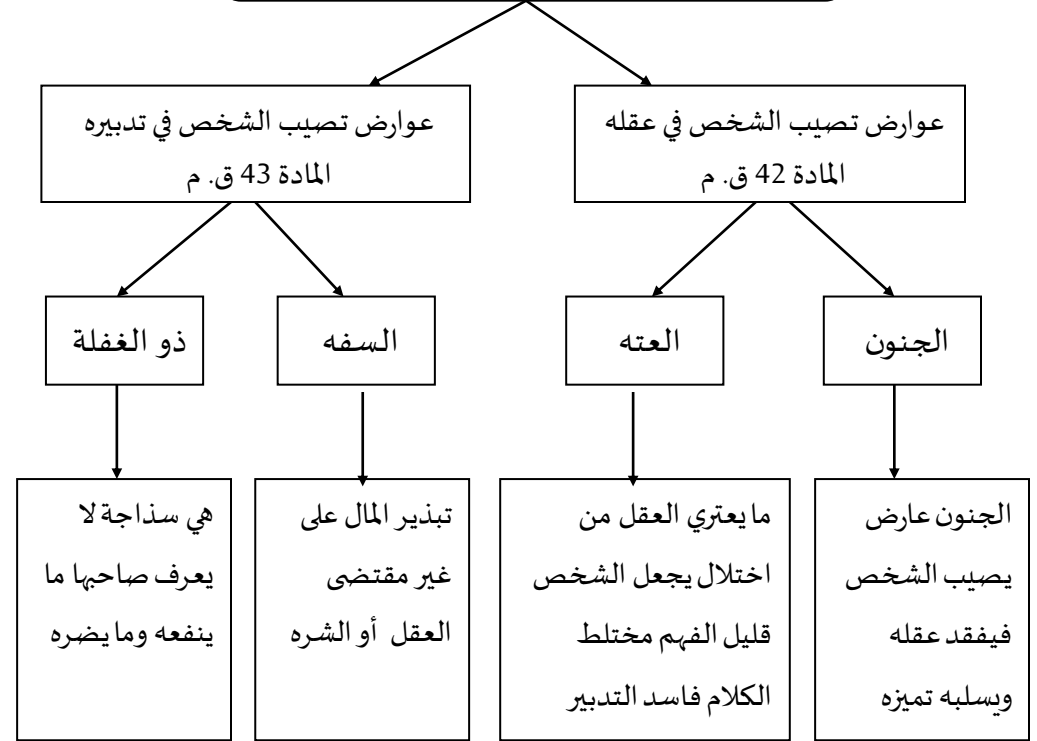 عوارض تصيب الشخص في عقله
المادة 42 ق. م
عوارض تصيب الشخص في تدبيره
المادة 43 ق. م
الجنون
العته
السفه
ذو الغفلة
الجنون عارض
يصيب الشخص
فيفقد عقله
ويسلبه تميزه
ما يعتري العقل من
اختلال يجعل الشخص
قليل الفهم مختلط
الكلام فاسد التدبير
تبذير المال على
غير مقتضى
العقل أو الشره
هي سذاجة لا
يعرف صاحبها ما
ينفعه وما يضره